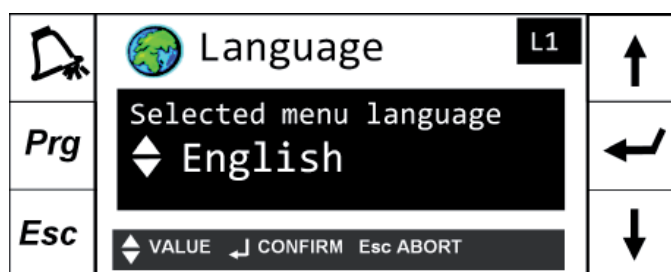 Language
L1
Prg
Selected menu language
English
Esc
VALUE CONFIRM Esc ABORT